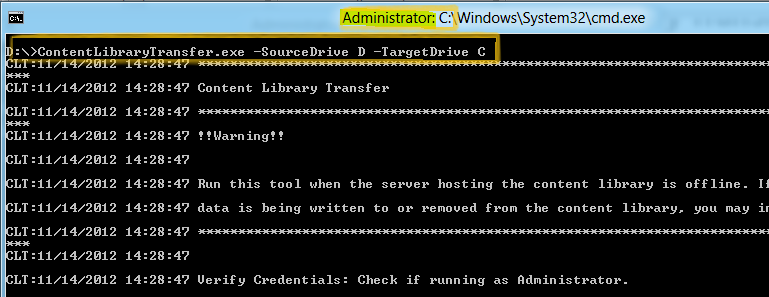 Administrator: C:\Windows\System32\cmd.exe
D:\>ContentLibraryTransfer.exe -SourceDrive D -TargetDrive C
CLT:11/14/2012 14:28:47 ***********************************************************************
***
CLT:11/14/2012 14:28:47 Content Library Transfer
CLT:11/14/2012 14:28:47 ***********************************************************************
***
CLT:11/14/2012 14:28:47 !!Warning!!
CLT:11/14/2012 14:28:47
CLT:11/14/2012 14:28:47 Run this tool when the server hosting the content library is offline. If
CLT:11/14/2012 14:28:47 data is being written to or removed from the content library, you may in
CLT:11/14/2012 14:28:47 ***********************************************************************
***
CLT:11/14/2012 14:28:47
CLT:11/14/2012 14:28:47 Verify Credentials: Check if running as Administrator.